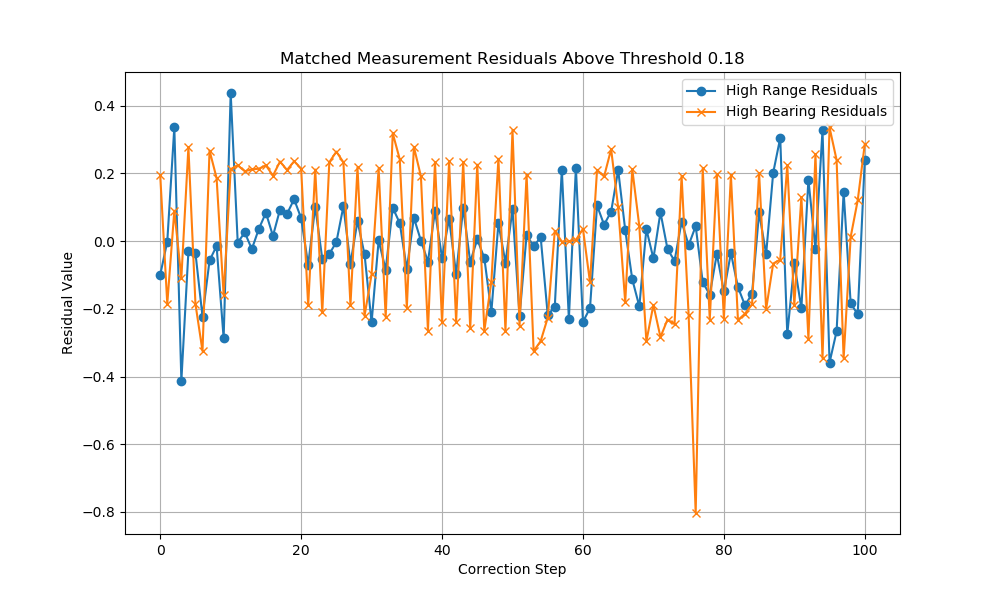 Matched Measurement Residuals Above Threshold 0.18
High Range Residuals
High Bearing Residuals
Residual Value
0.4
0.2
0.0
−0.2
−0.4
−0.6
−0.8
0 20 40 60 80 100
Correction Step